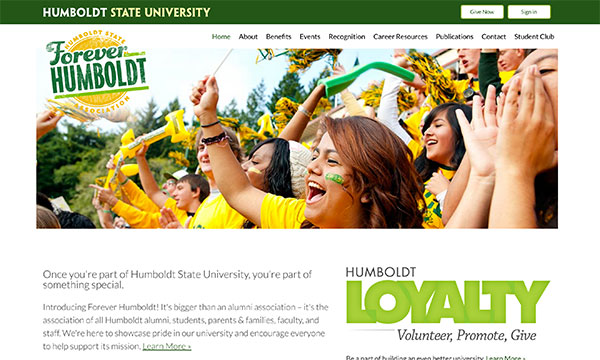 HUMBOLDT STATE UNIVERSITY
Give Now
Sign in
Home About Benefits Events Recognition Career Resources Publications Contact Student Club
HUMBOLDT STATE
Forever
HUMBOLDT
ASSOCIATION
Once you're part of Humboldt State University, you're part of
something special.
Introducing Forever Humboldt! It's bigger than an alumni association – it's
the association of all Humboldt alumni, students, parents & families, faculty, and
staff. We're here to showcase pride in our university and encourage everyone
to help support its mission. Learn More »
HUMBOLDT
LOYALTY
Volunteer, Promote, Give
Be a part of building an even better university. Learn More »